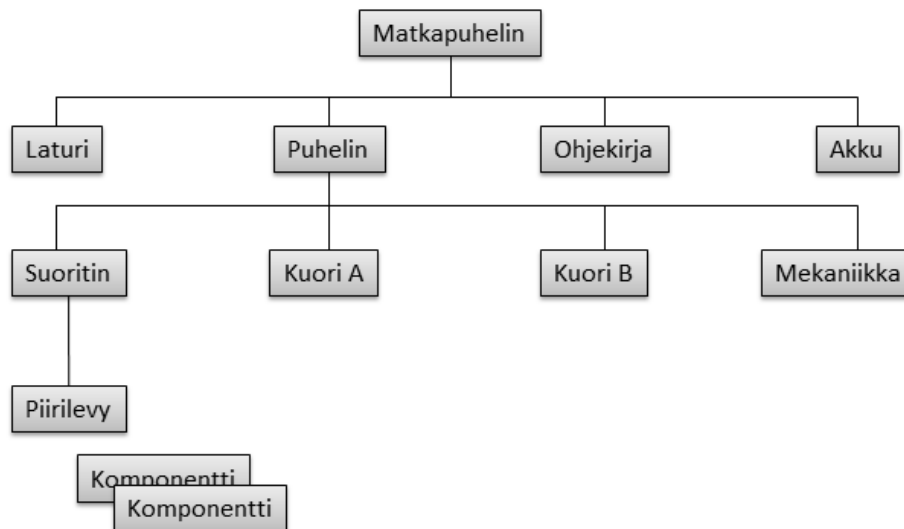 Matkapuhelin
Laturi
Puhelin
Ohjekirja
Akku
Suoritin
Kuori A
Kuori B
Mekaniikka
Piirilevy
Komponentti
Komponentti